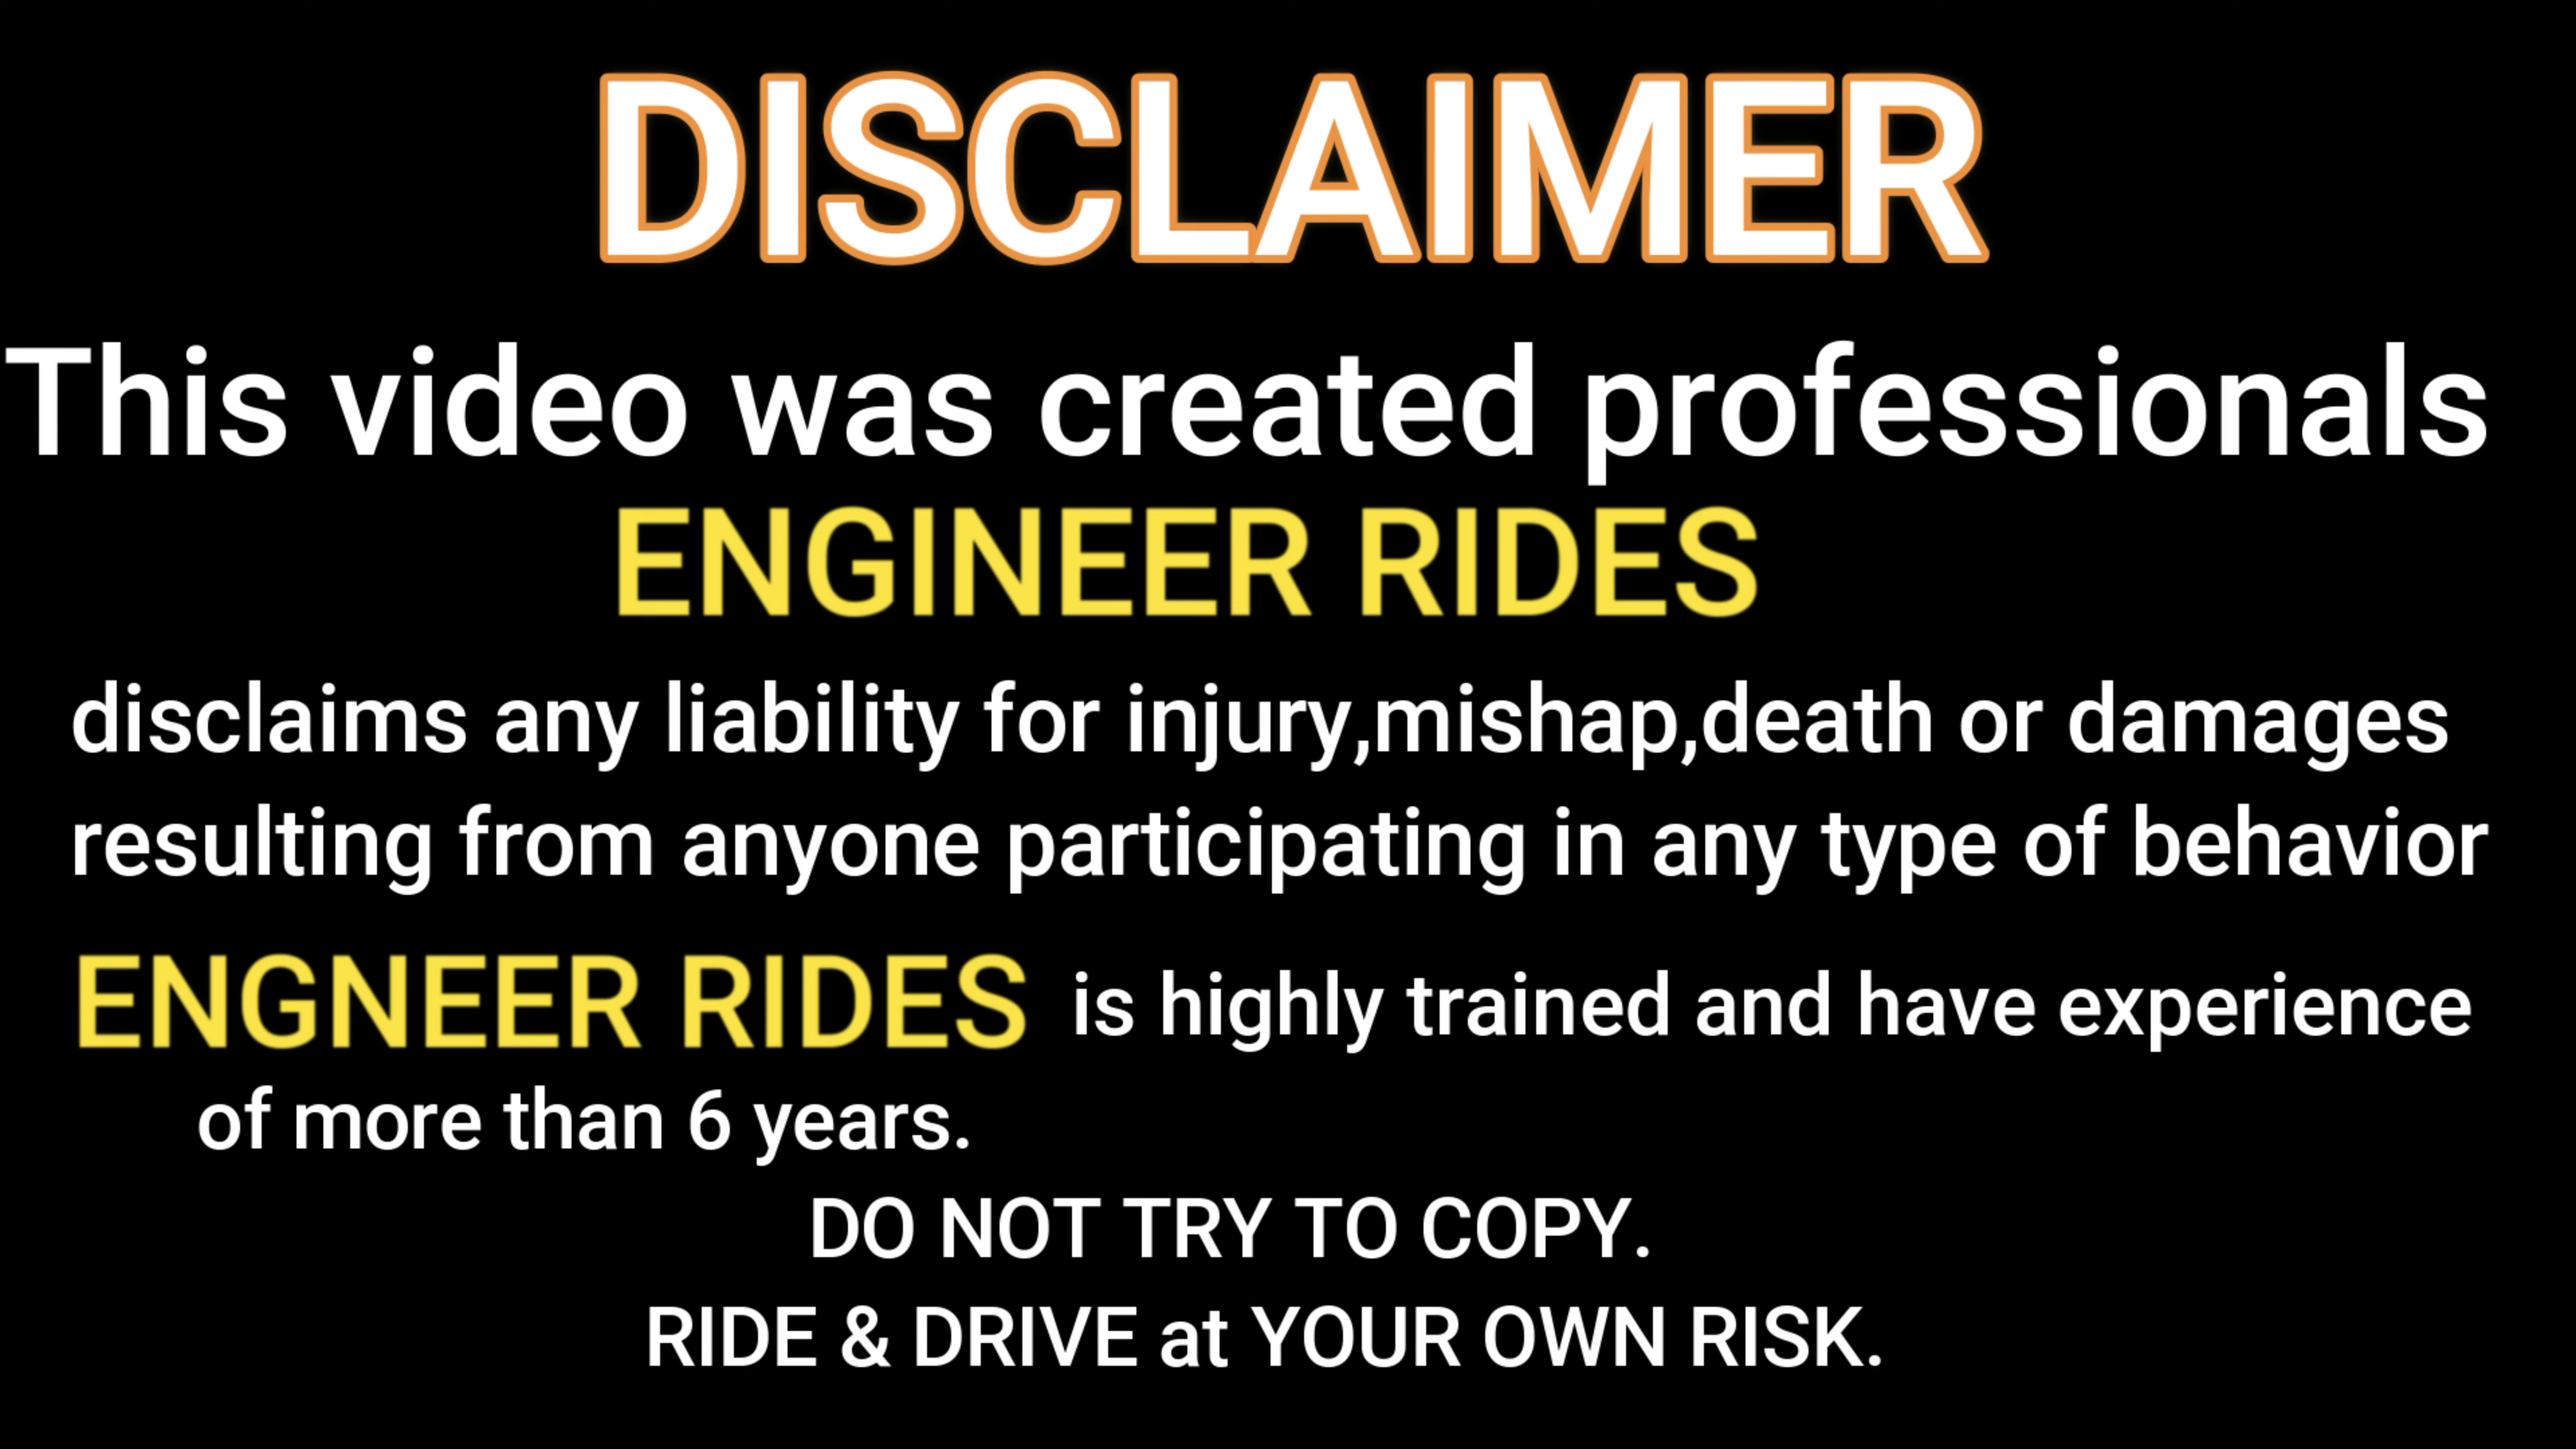 DISCLAIMER
This video was created professionals
ENGINEER RIDES
disclaims any liability for injury,mishap,death or damages
resulting from anyone participating in any type of behavior
ENGNEER RIDES is highly trained and have experience
of more than 6 years.
DO NOT TRY TO COPY.
RIDE & DRIVE at YOUR OWN RISK.